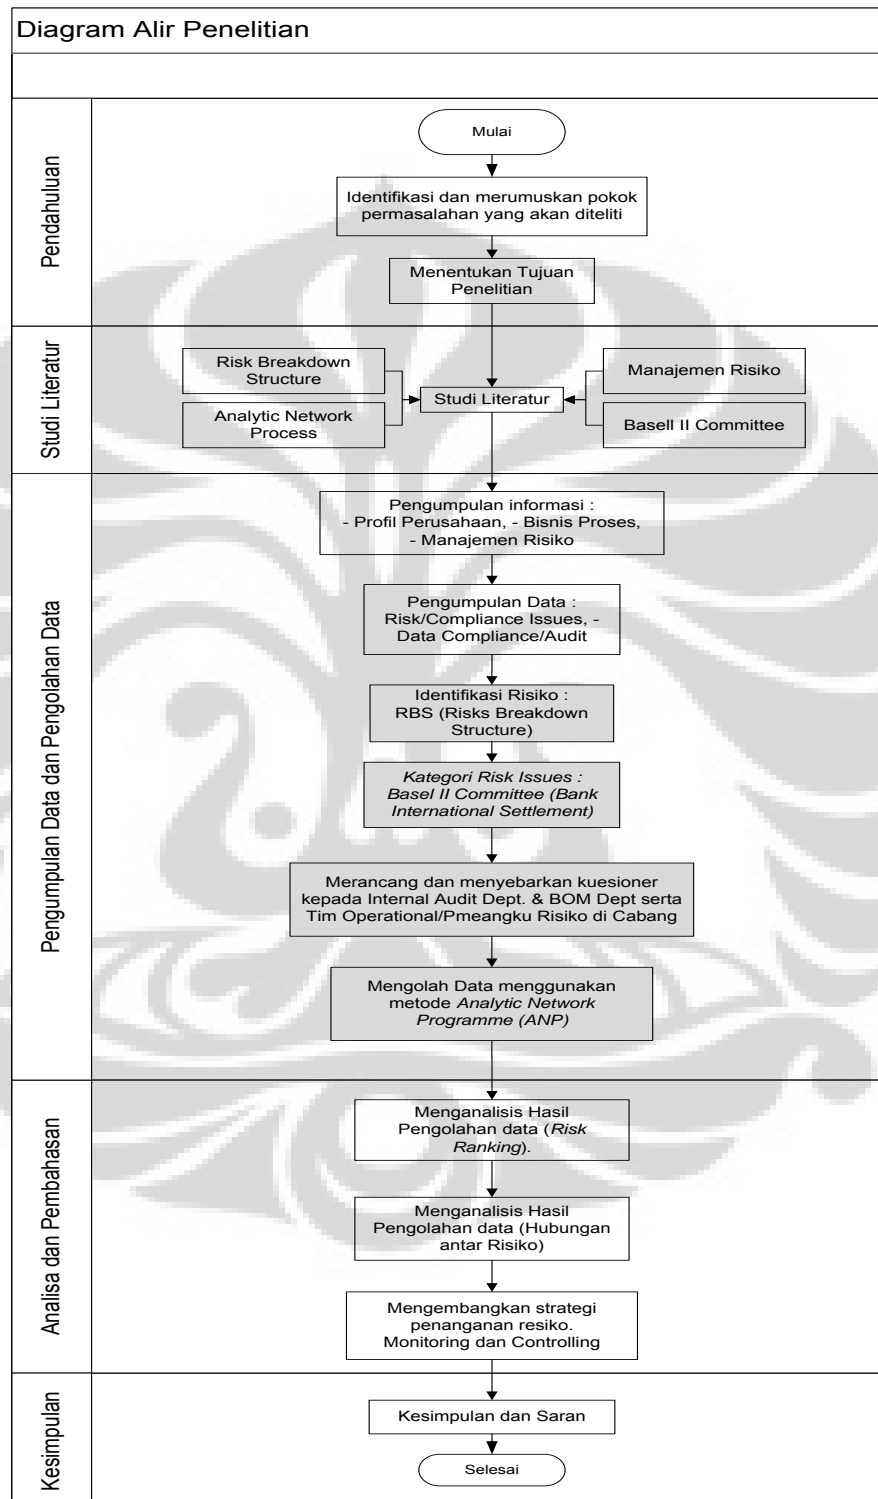 Diagram Alir Penelitian
Pendahuluan
Mulai
Identifikasi dan merumuskan pokok
permasalahan yang akan diteliti
Menentukan Tujuan
Penelitian
Studi Literatur
Risk Breakdown
Structure
Analytic Network
Process
Studi Literatur
Manajemen Risiko
Basell II Committee
Pengumpulan Data dan Pengolahan Data
Pengumpulan informasi :
- Profil Perusahaan, - Bisnis Proses,
- Manajemen Risiko
Pengumpulan Data :
Risk/Compliance Issues, -
Data Compliance/Audit
Identifikasi Risiko :
RBS (Risks Breakdown
Structure)
Kategori Risk Issues :
Basel II Committee (Bank
International Settlement)
Merancang dan menyebarkan kuesioner
kepada Internal Audit Dept. & BOM Dept serta
Tim Operational/Pmeangku Risiko di Cabang
Mengolah Data menggunakan
metode Analytic Network
Programme (ANP)
Analisa dan Pembahasan
Menganalisis Hasil
Pengolahan data (Risk
Ranking).
Menganalisis Hasil
Pengolahan data (Hubungan
antar Risiko)
Mengembangkan strategi
penanganan resiko.
Monitoring dan Controlling
Kesimpulan
Kesimpulan dan Saran
Selesai